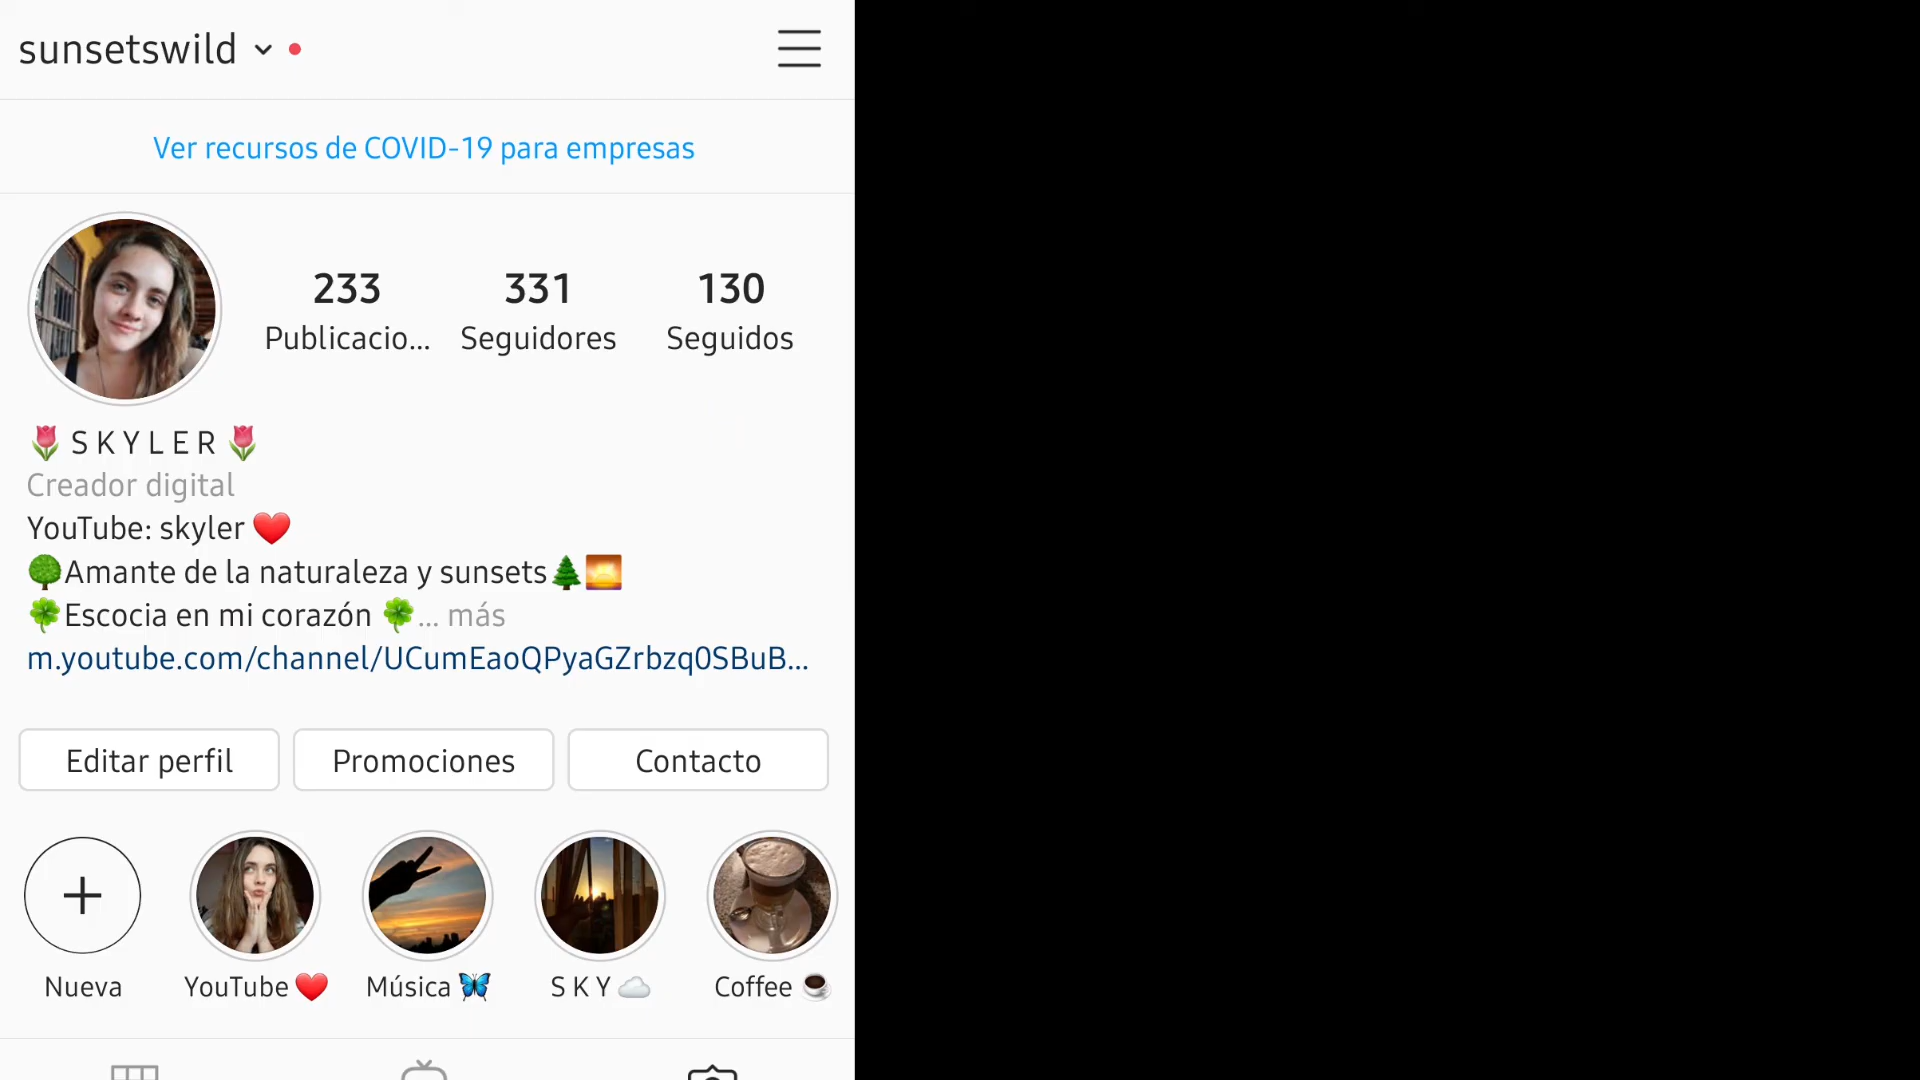 sunsetswild
Ver recursos de COVID-19 para empresas
233 331 130
Publicacio... Seguidores Seguidos
🌷 S K Y L E R 🌷
Creador digital
YouTube: skyler ❤️
🌳Amante de la naturaleza y sunsets🌲🌅
🍀Escocia en mi corazón 🍀... más
m.youtube.com/channel/UCumEaoQPyaGZrbzq0SBuB...
Editar perfil Promociones Contacto
Nueva YouTube❤️ Música🦋 S K Y☁️ Coffee ☕